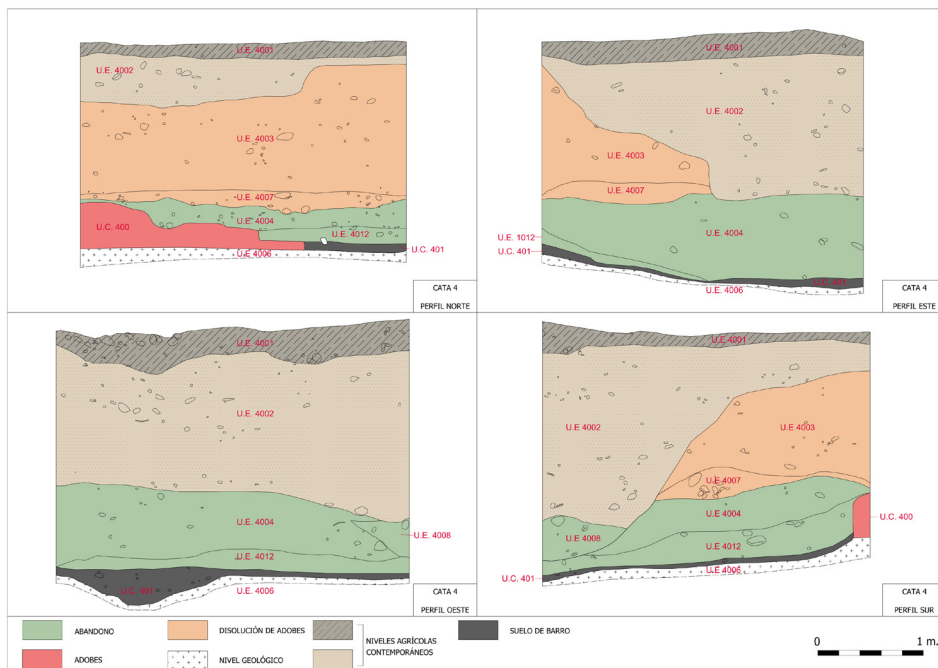 U.E. 4001
U.E. 4002
U.E. 4003
U.E. 4007
U.C. 400
U.E. 4004
U.E. 4012
U.C. 401
U.E 4006
CATA 4
PERFIL NORTE
U.E. 4001
U.E. 4002
U.E. 4003
U.E. 4007
U.E. 4004
U.E. 1012
U.C. 401
U.E. 4006
CATA 4
PERFIL ESTE
U.E. 4001
U.E. 4002
U.E. 4004
U.E. 4008
U.E. 4012
U.C. 401
U.E. 4006
CATA 4
PERFIL OESTE
U.E. 4001
U.E. 4002
U.E 4003
U.E. 4007
U.E. 4004
U.C. 400
U.E. 4008
U.E. 4012
U.E. 4006
U.C. 401
CATA 4
PERFIL SUR
ABANDONO
DISOLUCIÓN DE ADOBES
NIVELES AGRÍCOLAS
CONTEMPORÁNEOS
SUELO DE BARRO
ADOBES
NIVEL GEOLÓGICO
0
1 m.